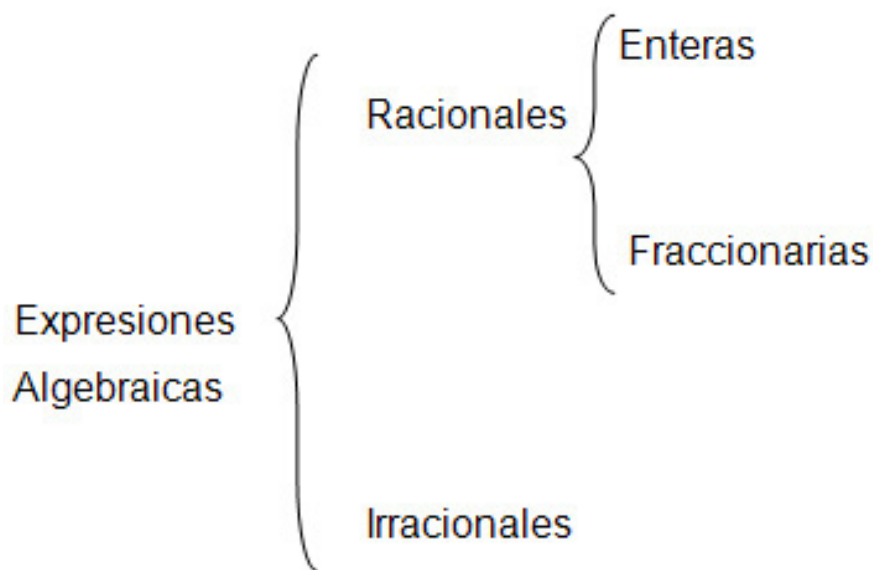 Enteras
Racionales
Fraccionarias
Expresiones
Algebraicas
Irracionales